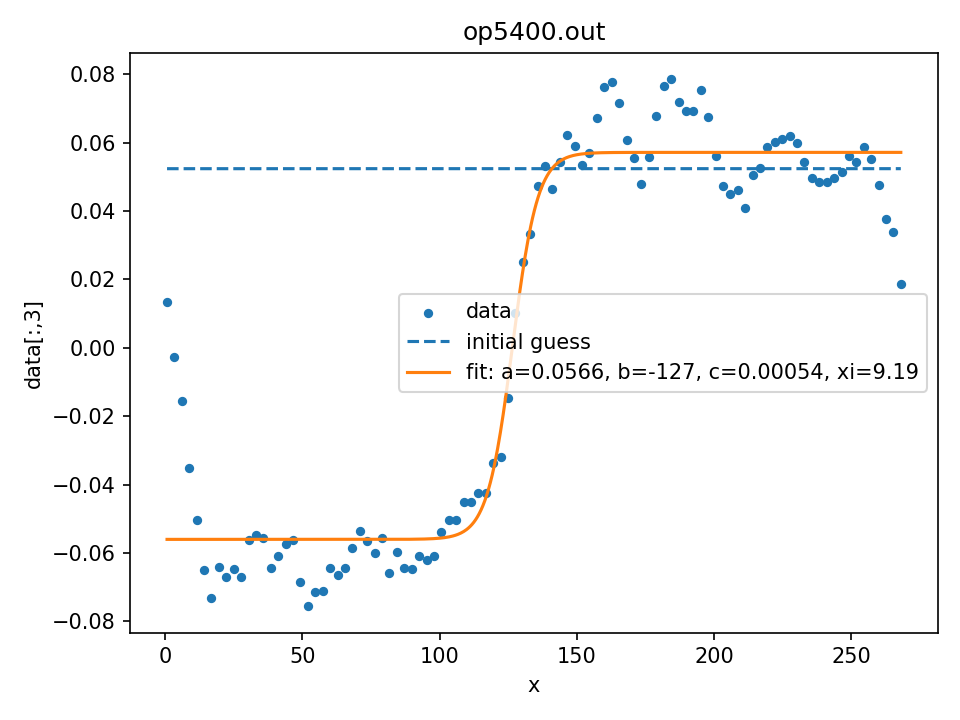 op5400.out
0.08
0.06
0.04
0.02
0.00
−0.02
−0.04
−0.06
−0.08
data[:,3]
data
initial guess
fit: a=0.0566, b=-127, c=0.00054, xi=9.19
0 50 100 150 200 250
x